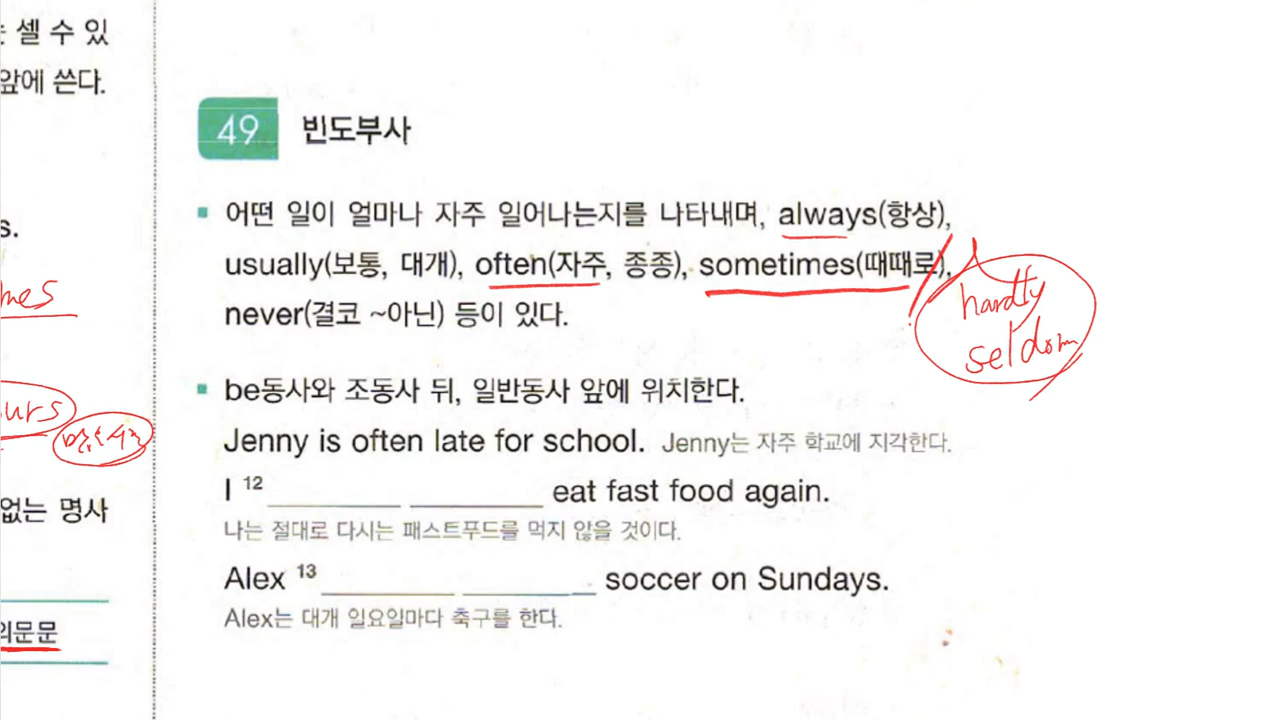 셀 수 있
앞에 쓴다.
s.
mes
urs
없는 명사
의문문
49 빈도부사
▪ 어떤 일이 얼마나 자주 일어나는지를 나타내며, always(항상),
usually(보통, 대개), often(자주, 종종), sometimes(때때로),
never(결코 ~아닌) 등이 있다.
hardly
seldom
▪ be동사와 조동사 뒤, 일반동사 앞에 위치한다.
Jenny is often late for school. Jenny는 자주 학교에 지각한다.
I 12 ________ ________ eat fast food again.
나는 절대로 다시는 패스트푸드를 먹지 않을 것이다.
Alex 13 ________ ________ soccer on Sundays.
Alex는 대개 일요일마다 축구를 한다.